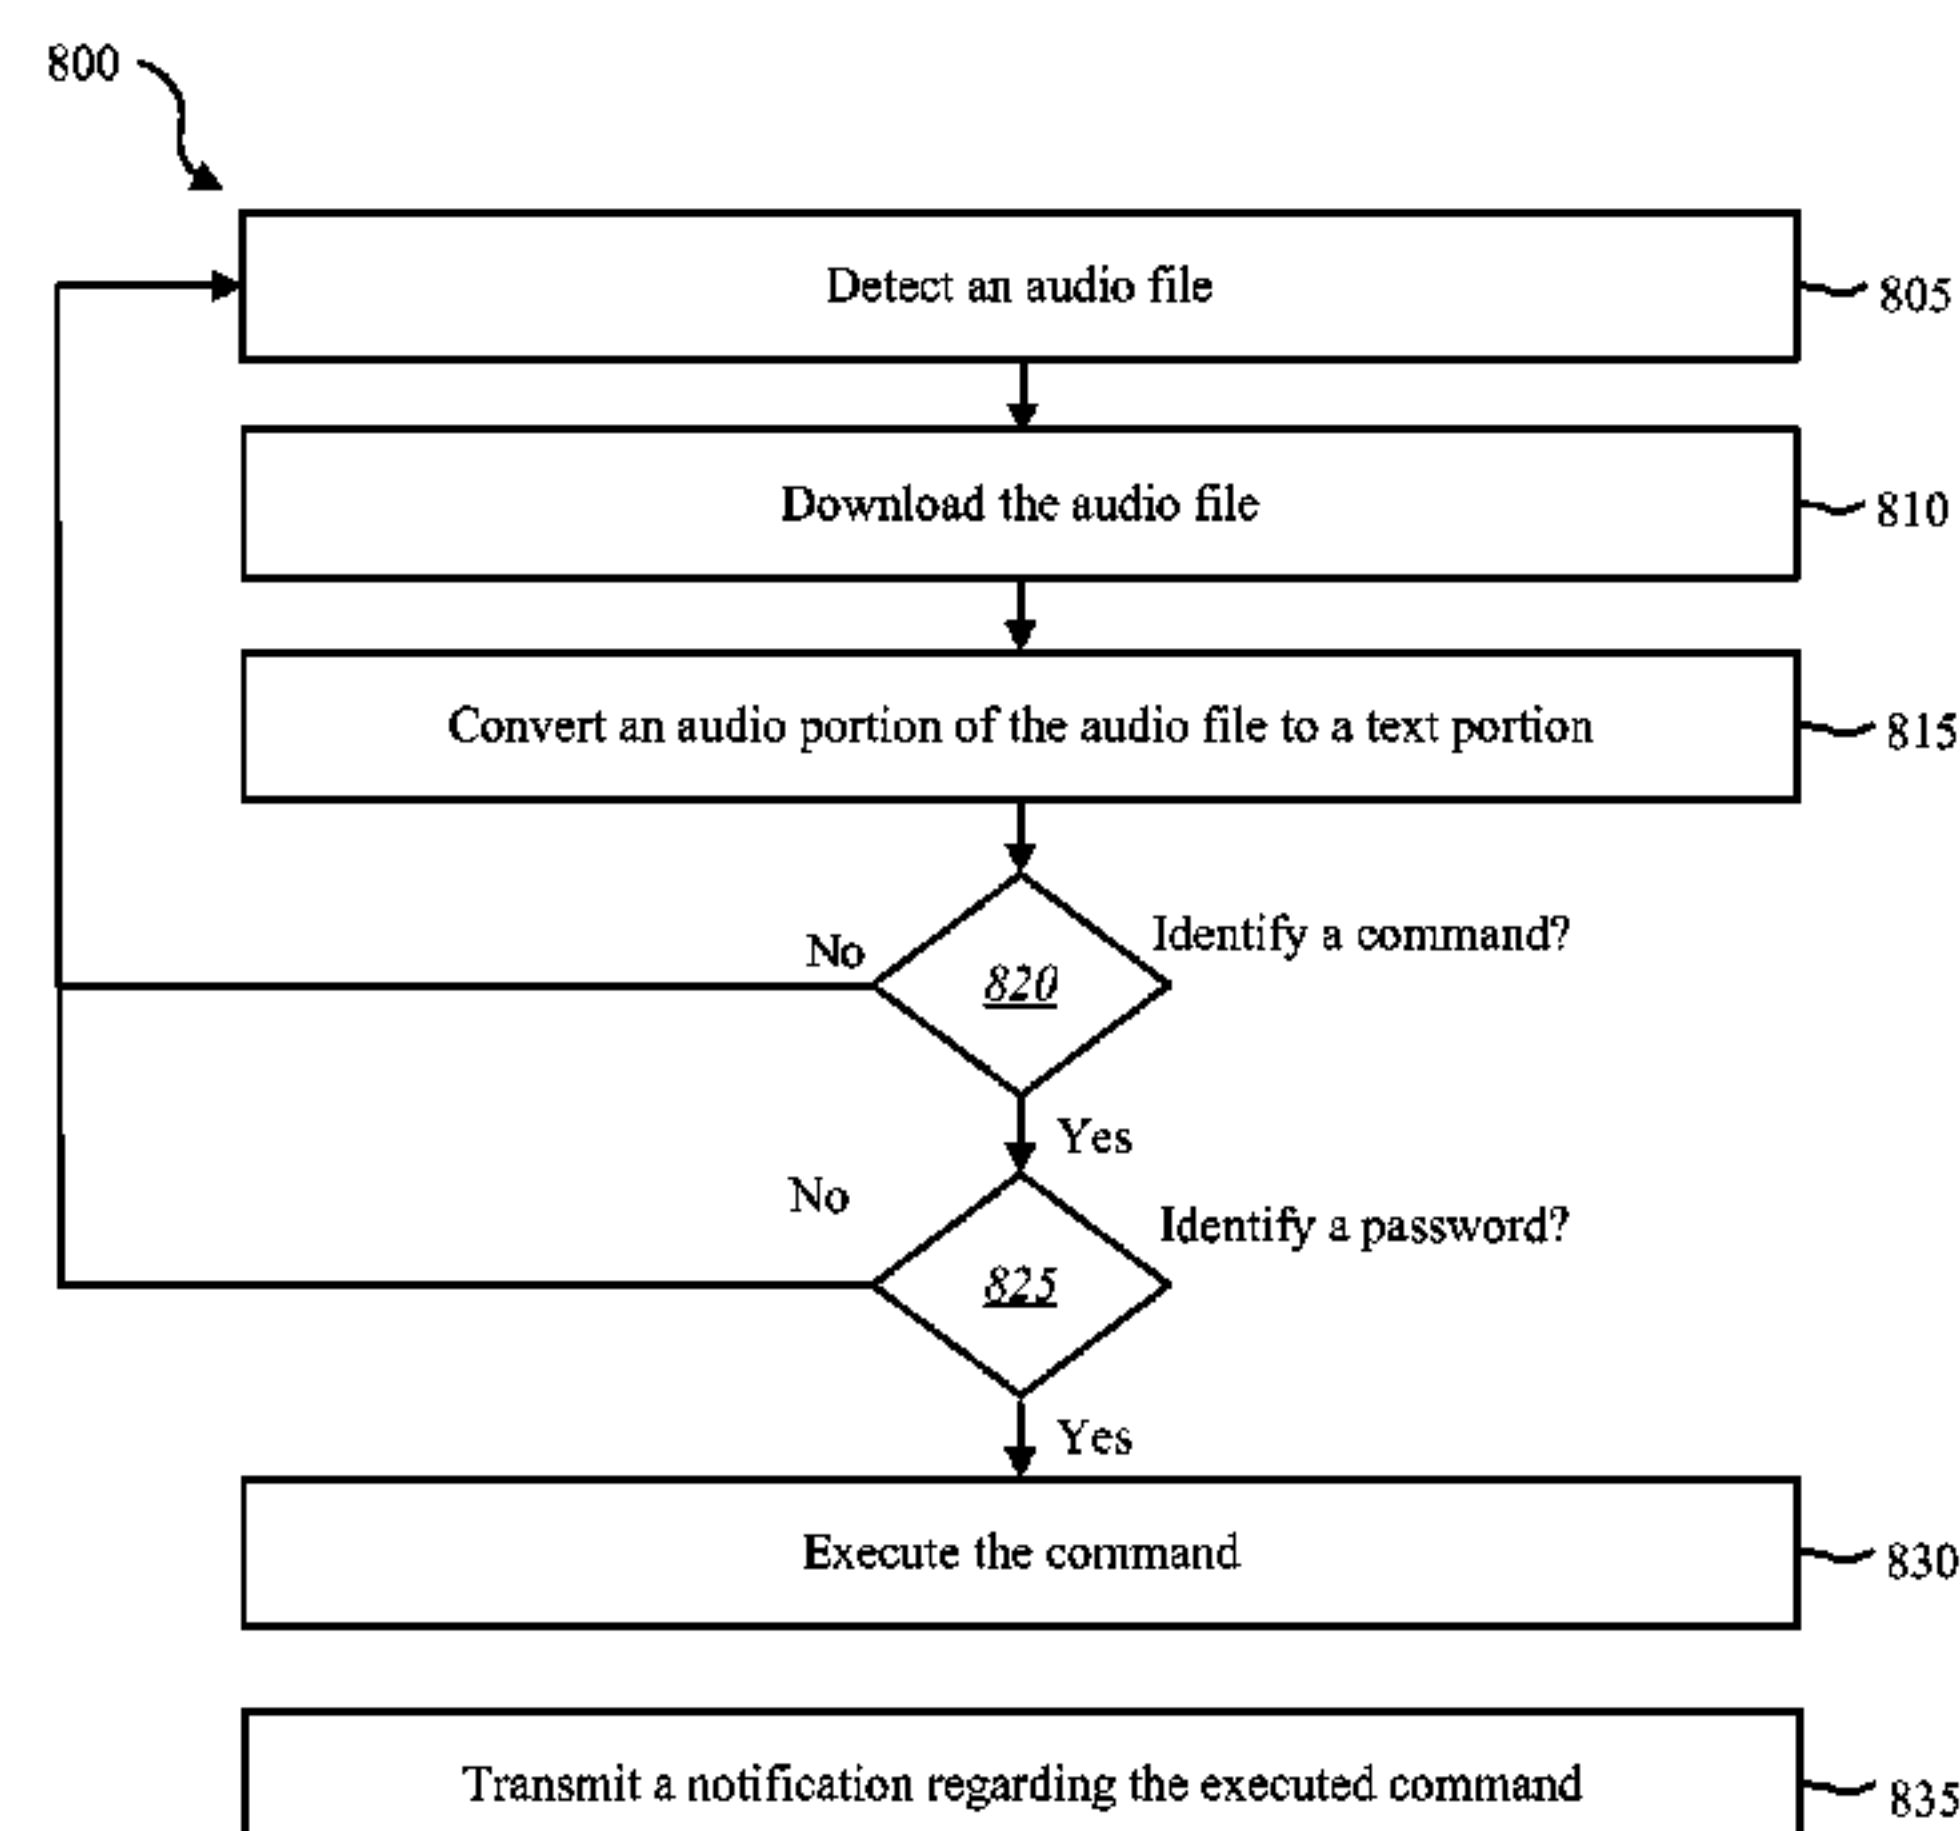 800
Detect an audio file
805
Download the audio file
810
Convert an audio portion of the audio file to a text portion
815
Identify a command?
No
820
Yes
No
Identify a password?
825
Yes
Execute the command
830
Transmit a notification regarding the executed command
835